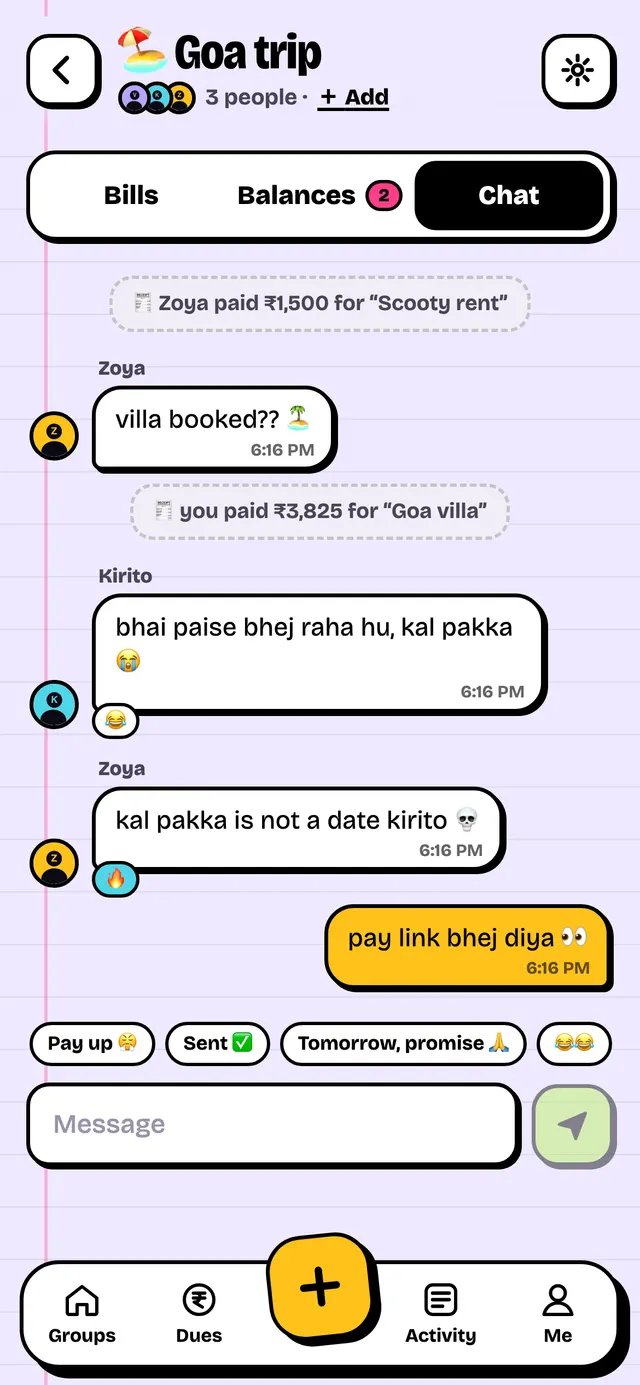 🏖️ Goa trip
3 people · + Add
Bills
Balances 2
Chat
🧾 Zoya paid ₹1,500 for “Scooty rent”
Zoya
villa booked?? 🏝️
6:16 PM
Z
🧾 you paid ₹3,825 for “Goa villa”
Kirito
bhai paise bhej raha hu, kal pakka
😭
6:16 PM
K
😂
Zoya
kal pakka is not a date kirito 💀
6:16 PM
Z
🔥
pay link bhej diya 👀
6:16 PM
Pay up 😤
Sent ✅
Tomorrow, promise 🙏
😂😂
Message
Groups
Dues
Activity
Me